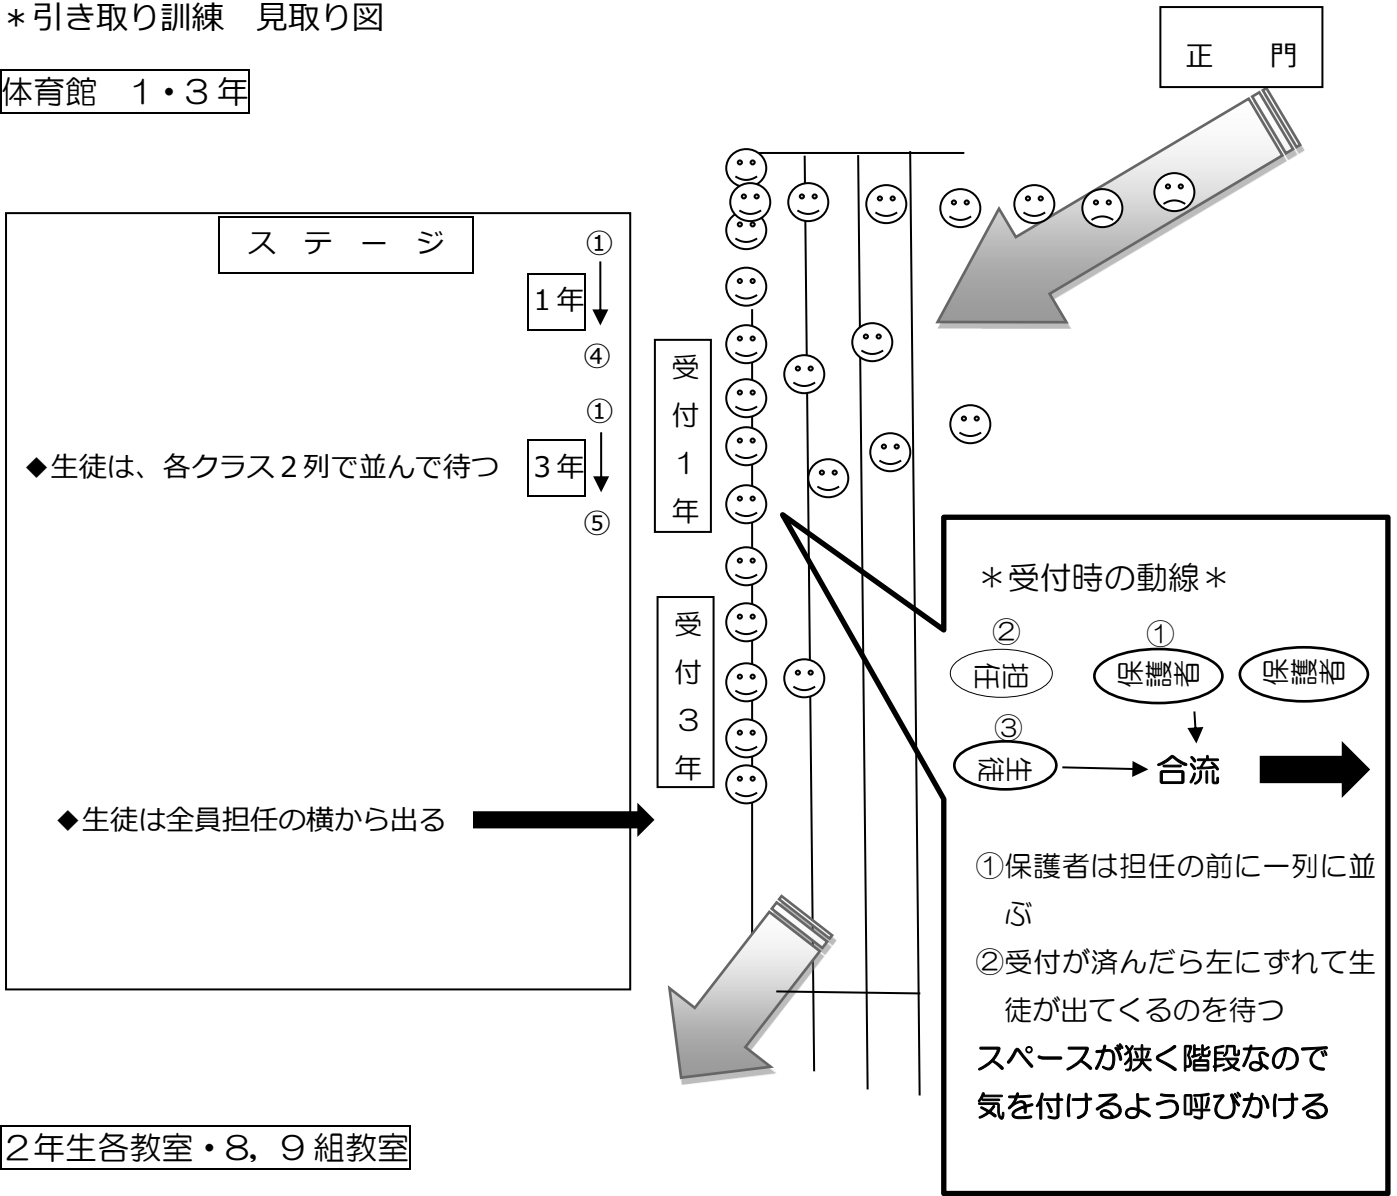 ＊引き取り訓練　見取り図
正　門
体育館　１・３年
ス　テ　ー　ジ
①
１年
④
①
◆生徒は、各クラス２列で並んで待つ
３年
⑤
受付１年
受付３年
◆生徒は全員担任の横から出る
＊受付時の動線＊
②
①
担任
保護者
保護者
③
生徒
合流
①保護者は担任の前に一列に並
ぶ
②受付が済んだら左にずれて生
徒が出てくるのを待つ
スペースが狭く階段なので
気を付けるよう呼びかける
２年生各教室・８，９組教室